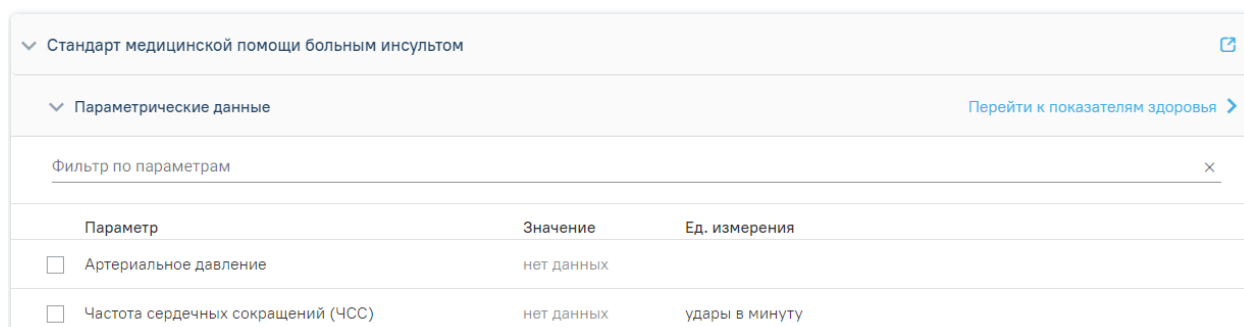 Стандарт медицинской помощи больным инсультом
Параметрические данные Перейти к показателям здоровья
Фильтр по параметрам
Параметр Значение Ед. измерения
Артериальное давление нет данных
Частота сердечных сокращений (ЧСС) нет данных удары в минуту